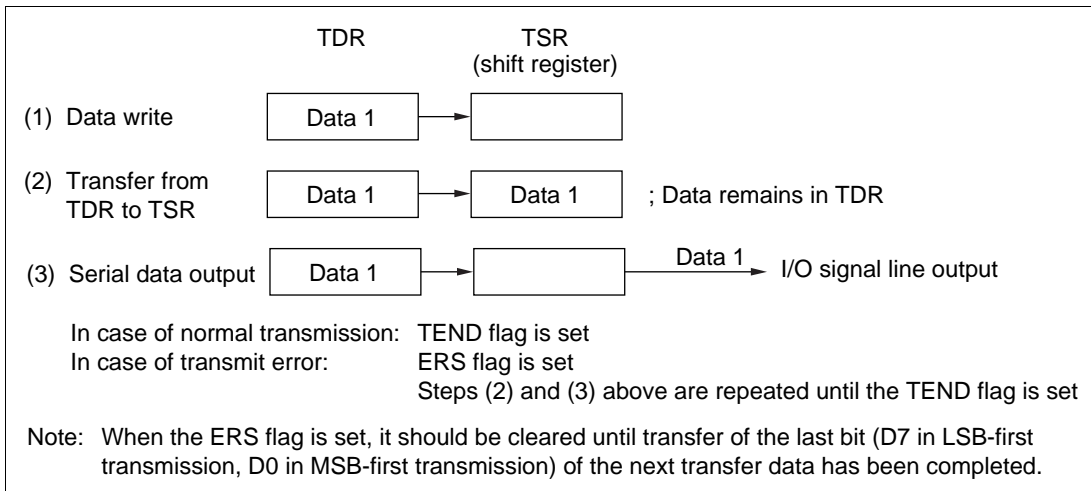 TDR TSR
(shift register)
(1) Data write Data 1
(2) Transfer from Data 1 Data 1 ; Data remains in TDR
TDR to TSR
(3) Serial data output Data 1 Data 1 I/O signal line output
In case of normal transmission: TEND flag is set
In case of transmit error: ERS flag is set
Steps (2) and (3) above are repeated until the TEND flag is set
Note: When the ERS flag is set, it should be cleared until transfer of the last bit (D7 in LSB-first
transmission, D0 in MSB-first transmission) of the next transfer data has been completed.